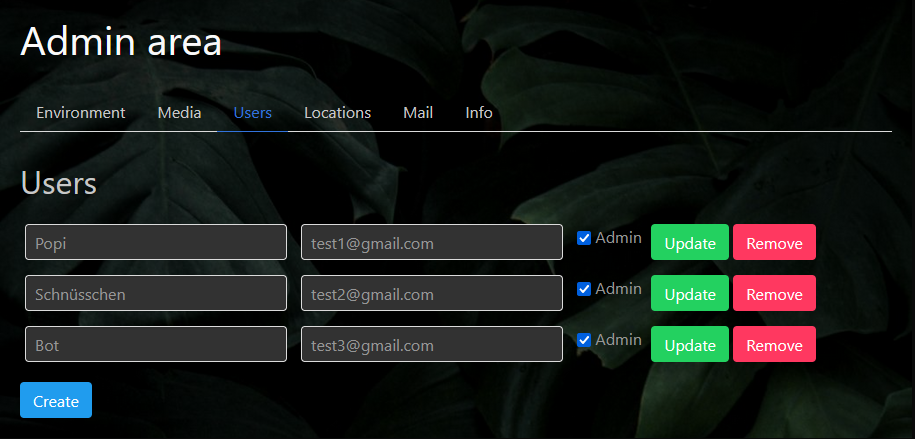 Admin area
Environment Media Users Locations Mail Info
Users
Popi test1@gmail.com Admin Update Remove
Schnüsschen test2@gmail.com Admin Update Remove
Bot test3@gmail.com Admin Update Remove
Create